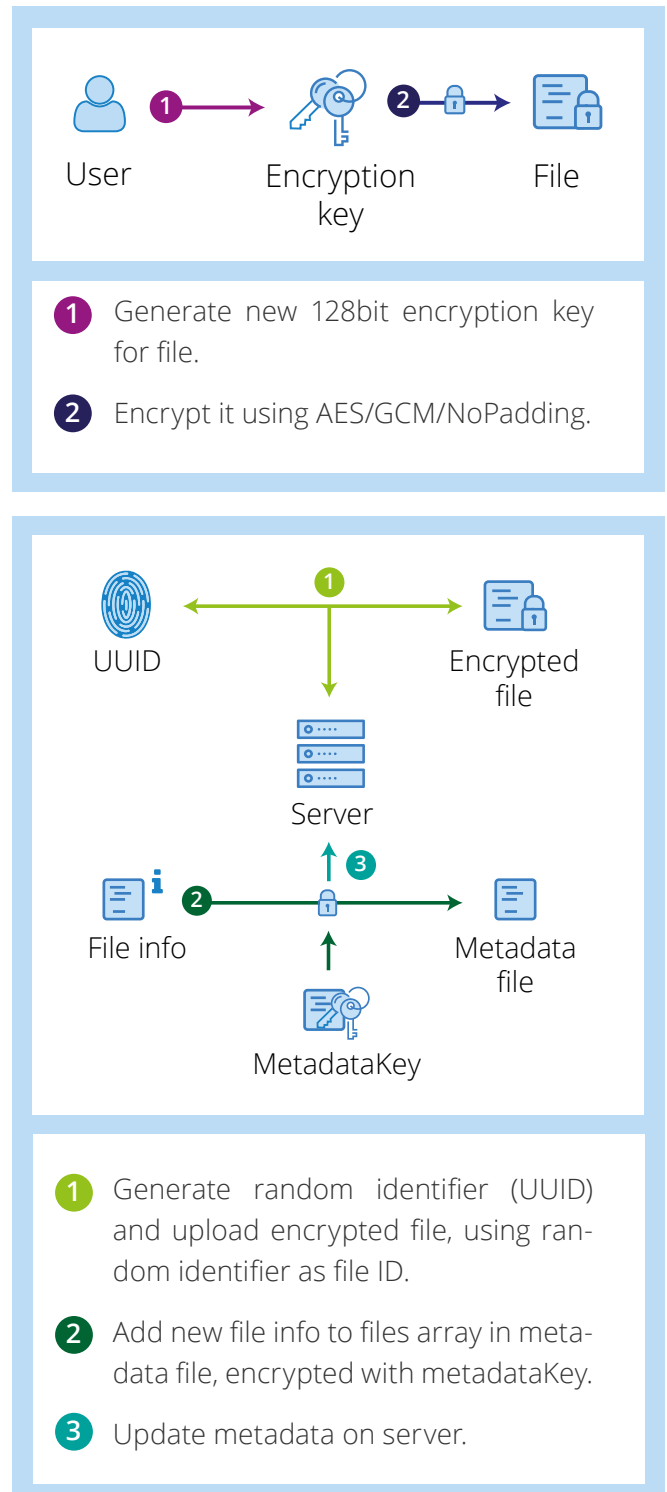 1
2
User
Encryption
key
File
1 Generate new 128bit encryption key
for file.
2 Encrypt it using AES/GCM/NoPadding.
1
UUID
Encrypted
file
Server
3
i
2
File info
Metadata
file
MetadataKey
1 Generate random identifier (UUID)
and upload encrypted file, using ran-
dom identifier as file ID.
2 Add new file info to files array in meta-
data file, encrypted with metadataKey.
3 Update metadata on server.